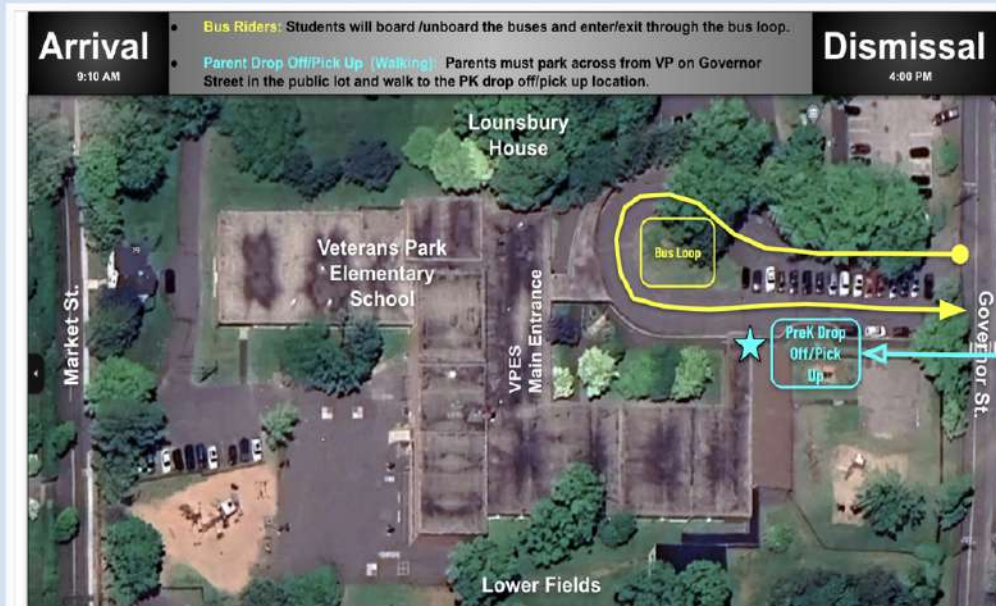 Arrival
9:10 AM
• Bus Riders: Students will board /unboard the buses and enter/exit through the bus loop.
• Parent Drop Off/Pick Up (Walking): Parents must park across from VP on Governor
Street in the public lot and walk to the PK drop off/pick up location.
Dismissal
4:00 PM
Lounsbury
House
Veterans Park
Elementary
School
Bus Loop
Market St.
VPES
Main Entrance
PreK Drop
Off/Pick
Up
Governor St.
Lower Fields